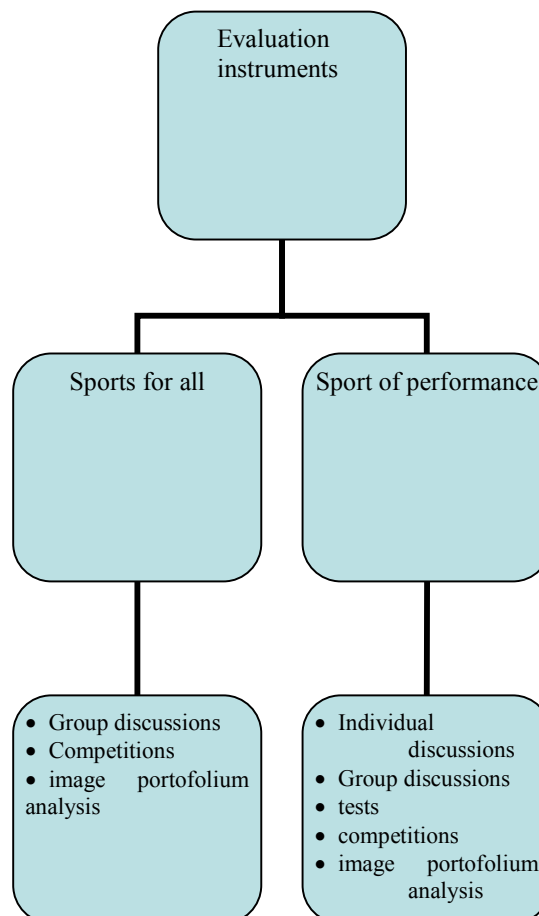 Evaluation
instruments
Sports for all
Sport of performance
• Group discussions
• Competitions
• image portofolium
analysis
• Individual
discussions
• Group discussions
• tests
• competitions
• image portofolium
analysis